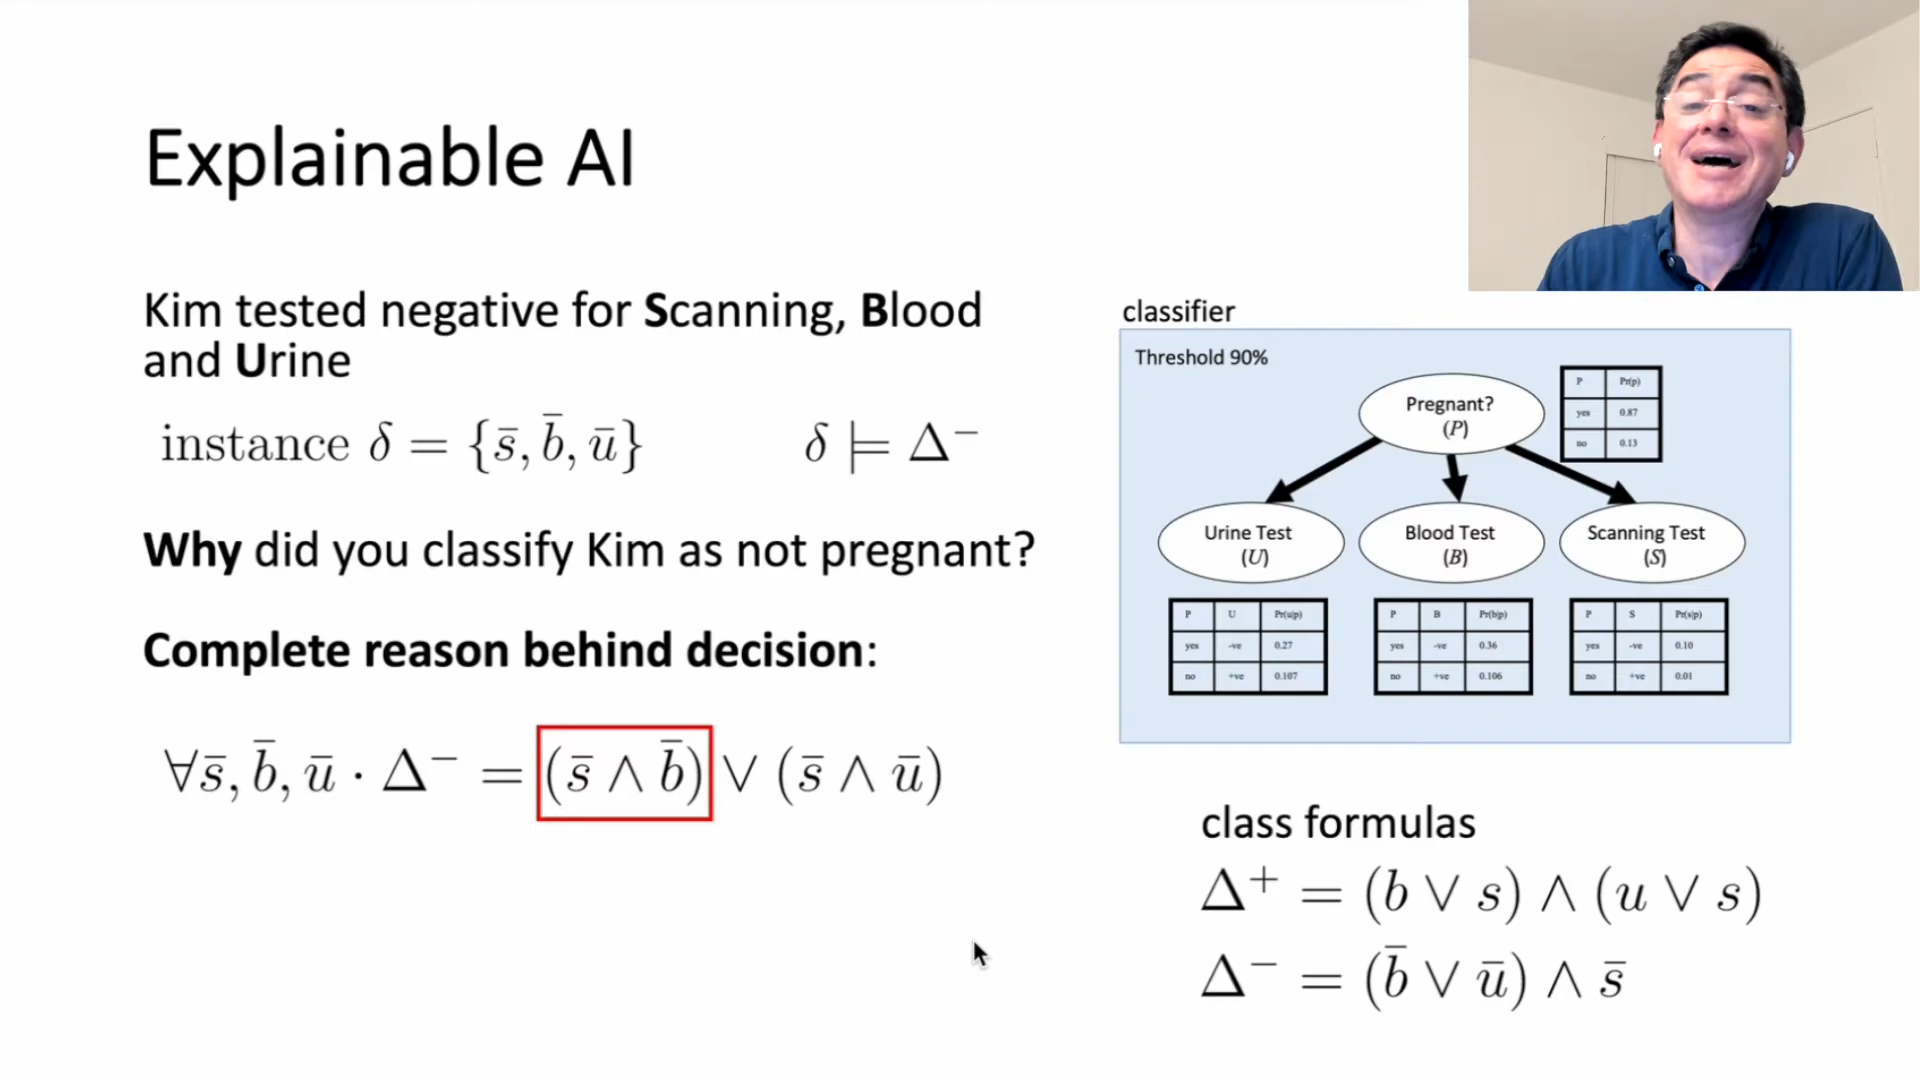 Explainable AI
Kim tested negative for Scanning, Blood
and Urine
instance δ = {s̄, b̄, ū} δ ⊨ Δ⁻
Why did you classify Kim as not pregnant?
Complete reason behind decision:
∀s̄, b̄, ū · Δ⁻ = (s̄ ∧ b̄) ∨ (s̄ ∧ ū)
classifier
Threshold 90%
Pregnant?
(P)
P Pr(p)
yes 0.87
no 0.13
Urine Test
(U)
Blood Test
(B)
Scanning Test
(S)
P U Pr(u|p)
yes -ve 0.27
no +ve 0.107
P B Pr(b|p)
yes -ve 0.36
no +ve 0.106
P S Pr(s|p)
yes -ve 0.10
no +ve 0.01
class formulas
Δ⁺ = (b ∨ s) ∧ (u ∨ s)
Δ⁻ = (b̄ ∨ ū) ∧ s̄